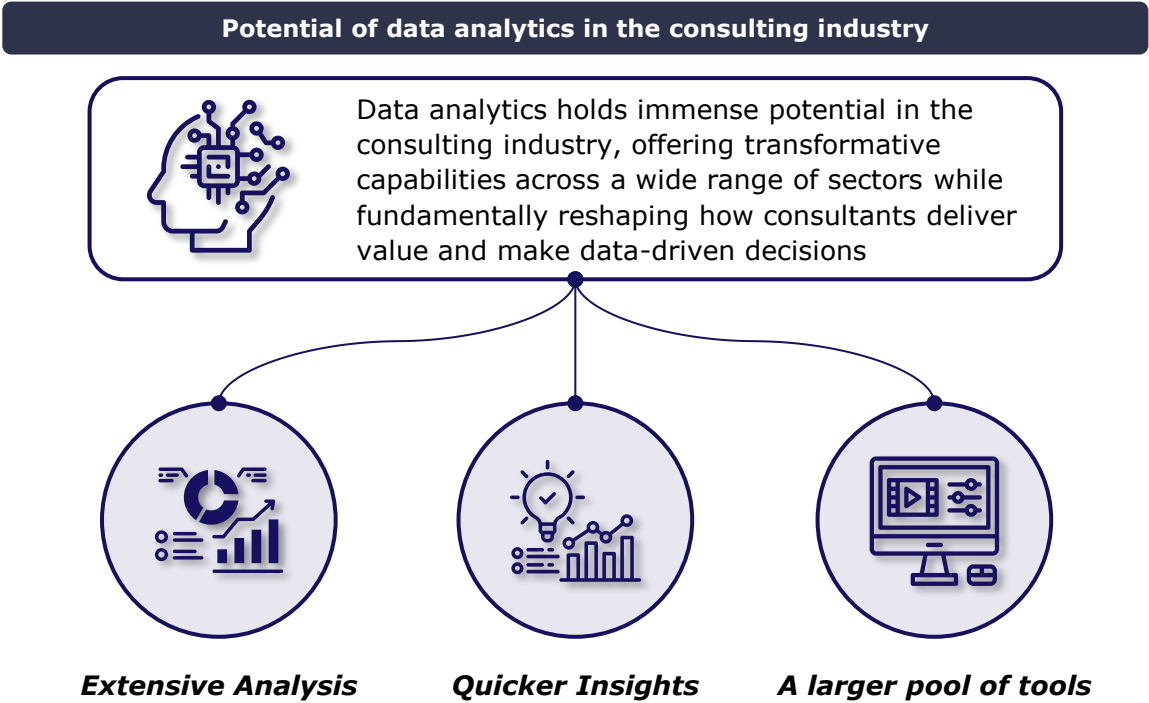 Potential of data analytics in the consulting industry
Data analytics holds immense potential in the
consulting industry, offering transformative
capabilities across a wide range of sectors while
fundamentally reshaping how consultants deliver
value and make data-driven decisions
Extensive Analysis
Quicker Insights
A larger pool of tools